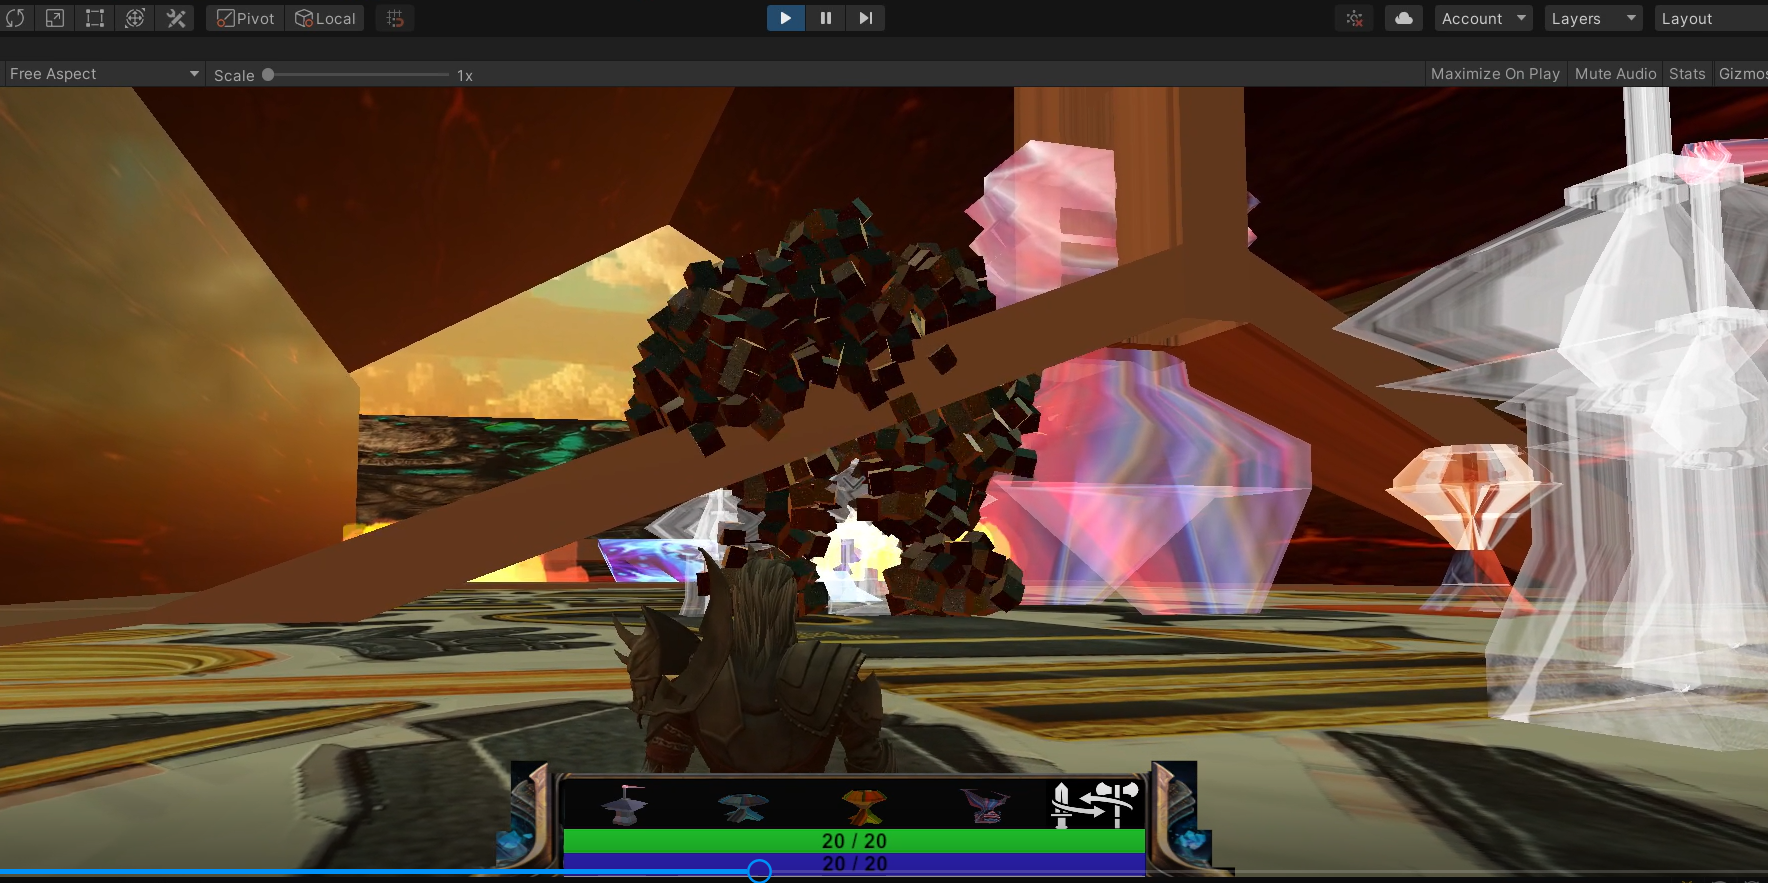 Pivot Local Account Layers Layout
Free Aspect Scale 1x Maximize On Play Mute Audio Stats Gizmos
20 / 20
20 / 20